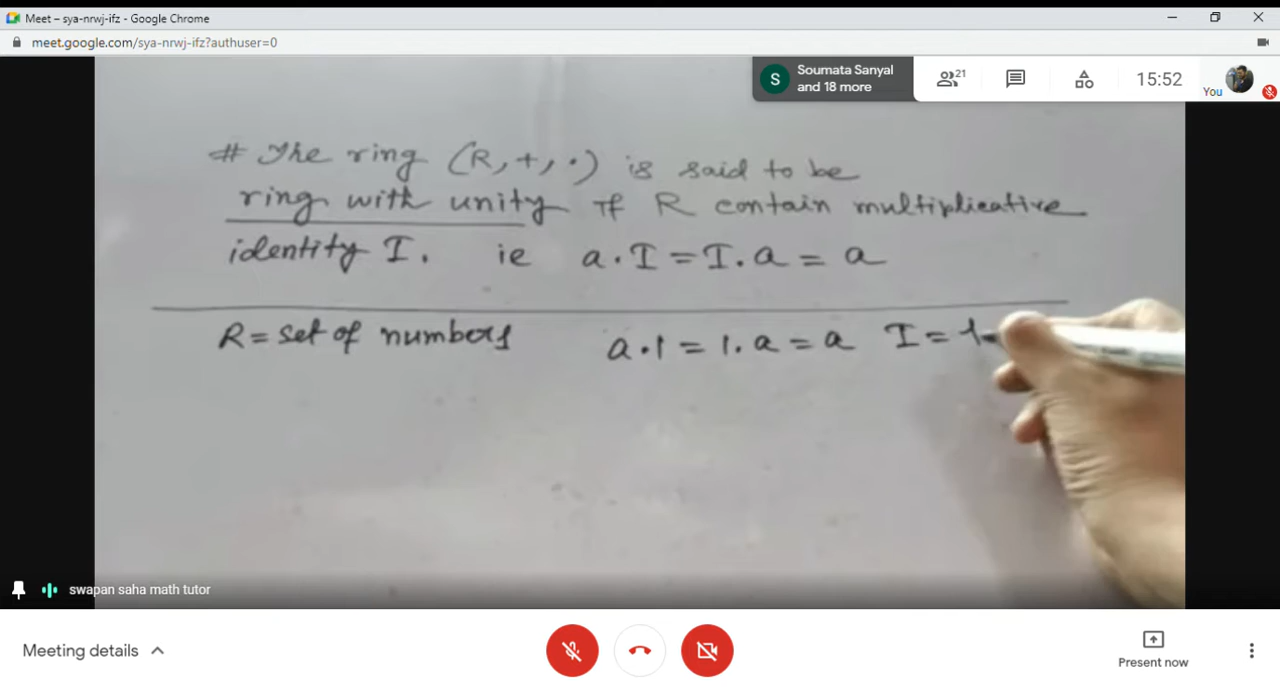 Meet – sya-nrwj-ifz - Google Chrome
meet.google.com/sya-nrwj-ifz?authuser=0
S Soumata Sanyal
and 18 more
21
15:52
You
# The ring (R, +, ·) is said to be
ring with unity if R contain multiplicative
identity I. ie a · I = I . a = a
R = set of numbers a · 1 = 1 . a = a I = 1
swapan saha math tutor
Meeting details
Present now